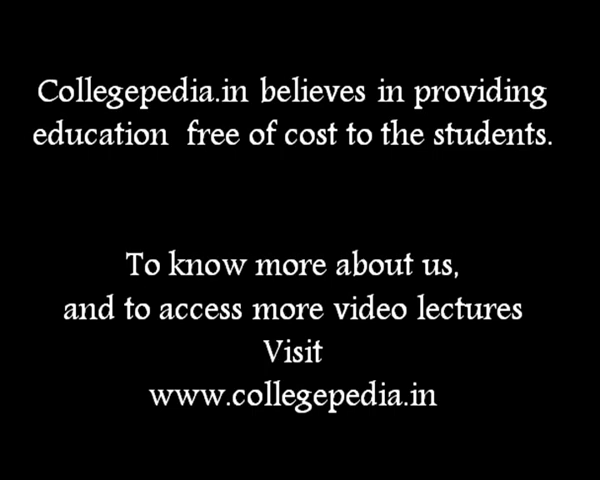 Collegepedia.in believes in providing
education free of cost to the students.
To know more about us,
and to access more video lectures
Visit
www.collegepedia.in